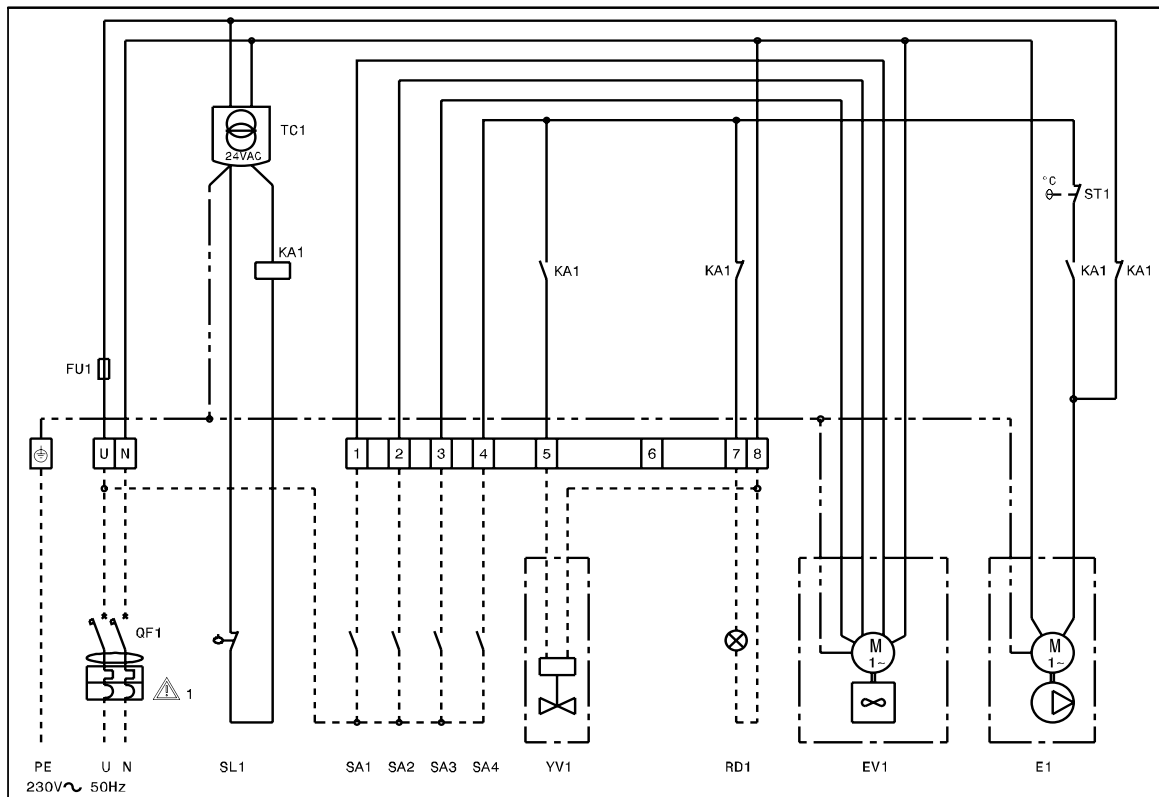 TC1
24VAC
°C
ST1
KA1
KA1
KA1
KA1
KA1
FU1
U N 1 2 3 4 5 6 7 8
QF1
1
M
1~
M
1~
PE U N SL1 SA1 SA2 SA3 SA4 YV1 RD1 EV1 E1
230V~ 50Hz